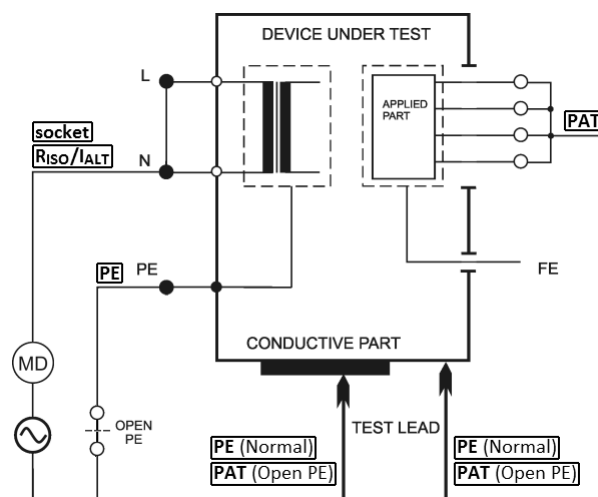 DEVICE UNDER TEST
L
APPLIED
PART
PAT
socket
RISO/IALT
N
PE
PE
FE
CONDUCTIVE PART
MD
OPEN
PE
TEST LEAD
PE (Normal)
PAT (Open PE)
PE (Normal)
PAT (Open PE)